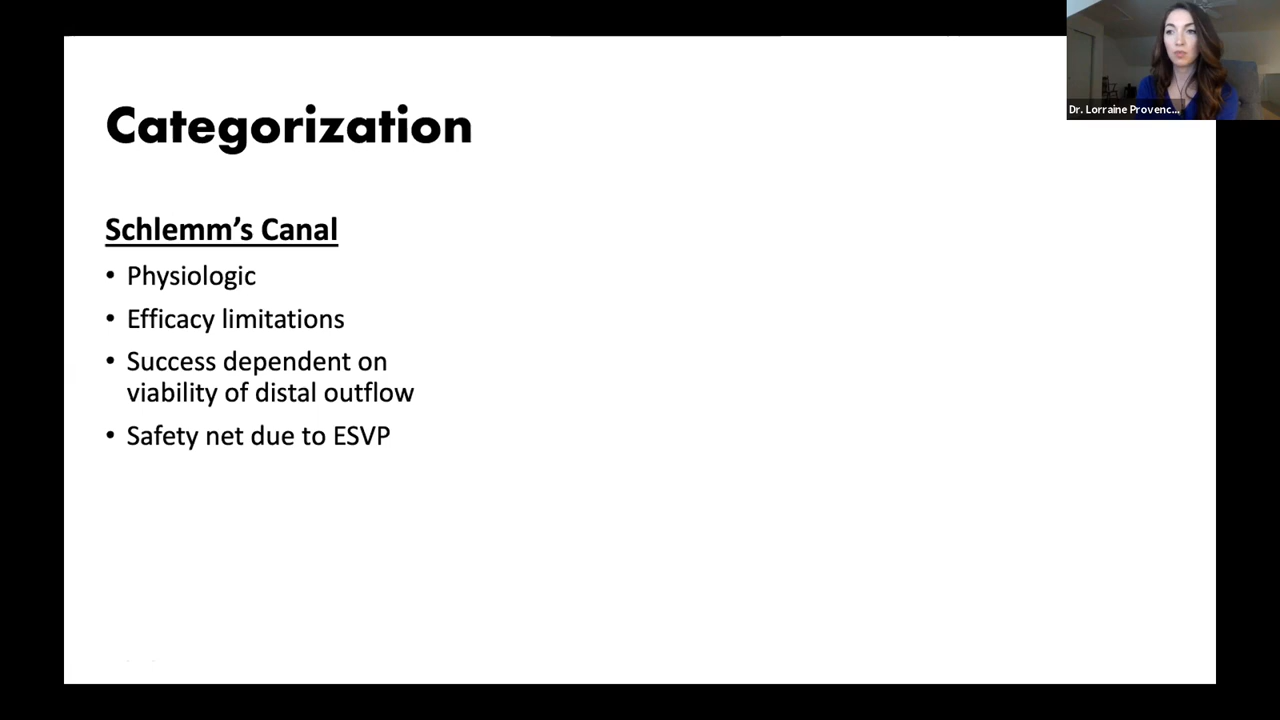 Dr. Lorraine Provenc...
Categorization
Schlemm's Canal
• Physiologic
• Efficacy limitations
• Success dependent on
viability of distal outflow
• Safety net due to ESVP